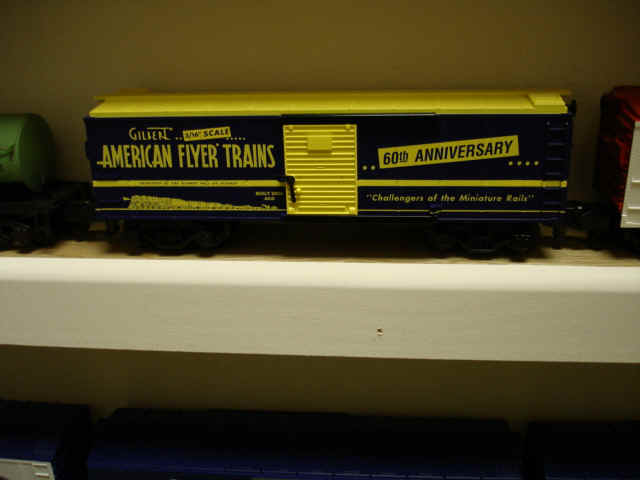 GILBERT 3/16" SCALE
AMERICAN FLYER TRAINS
60th ANNIVERSARY
"Challengers of the Miniature Rails"